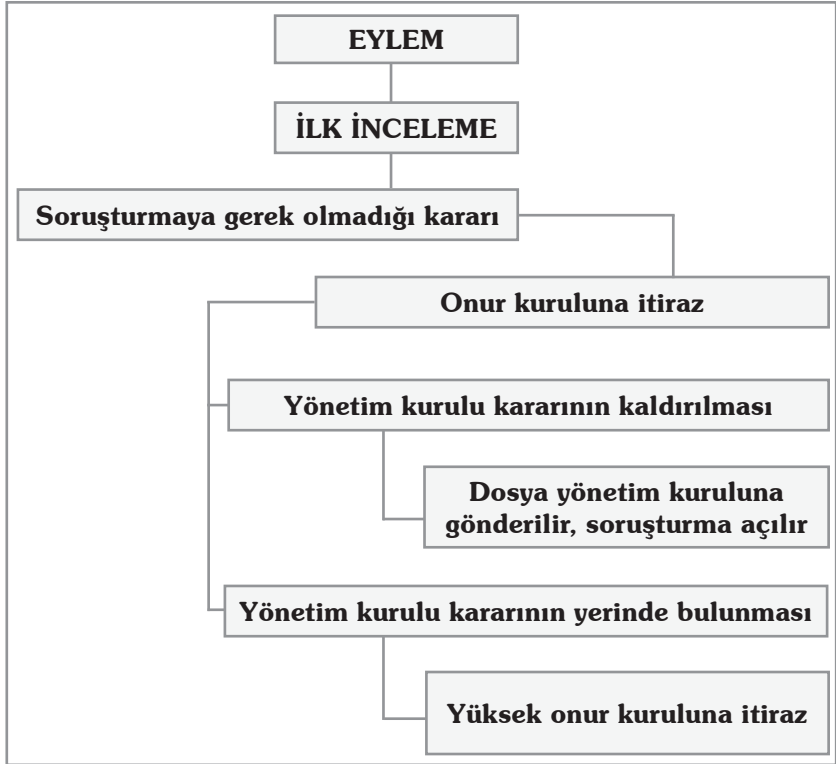 EYLEM
İLK İNCELEME
Soruşturmaya gerek olmadığı kararı
Onur kuruluna itiraz
Yönetim kurulu kararının kaldırılması
Dosya yönetim kuruluna
gönderilir, soruşturma açılır
Yönetim kurulu kararının yerinde bulunması
Yüksek onur kuruluna itiraz